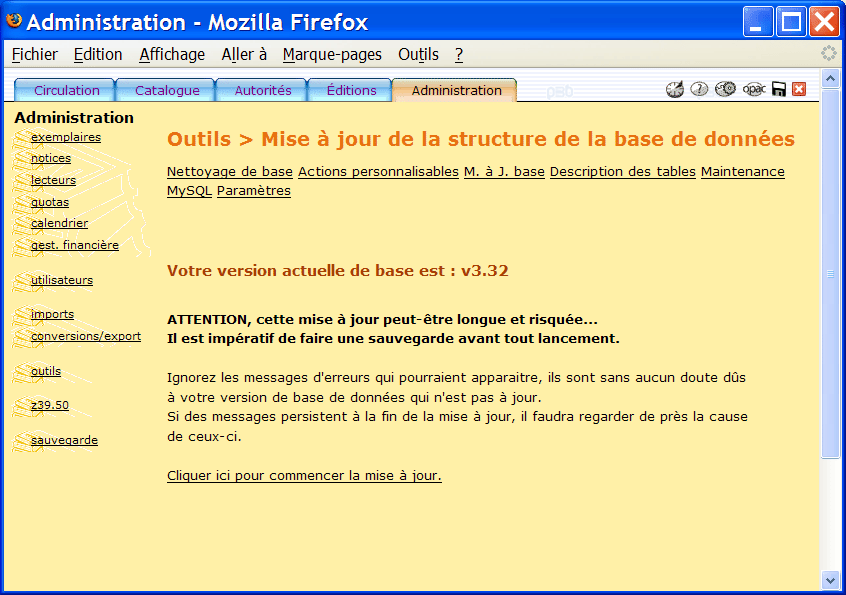 Administration - Mozilla Firefox
Fichier Edition Affichage Aller à Marque-pages Outils ?
Circulation Catalogue Autorités Éditions Administration opac
Administration
exemplaires
notices
lecteurs
quotas
calendrier
gest. financière
utilisateurs
imports
conversions/export
outils
z39.50
sauvegarde
Outils > Mise à jour de la structure de la base de données
Nettoyage de base Actions personnalisables M. à J. base Description des tables Maintenance
MySQL Paramètres
Votre version actuelle de base est : v3.32
ATTENTION, cette mise à jour peut-être longue et risquée...
Il est impératif de faire une sauvegarde avant tout lancement.
Ignorez les messages d'erreurs qui pourraient apparaitre, ils sont sans aucun doute dûs
à votre version de base de données qui n'est pas à jour.
Si des messages persistent à la fin de la mise à jour, il faudra regarder de près la cause
de ceux-ci.
Cliquer ici pour commencer la mise à jour.